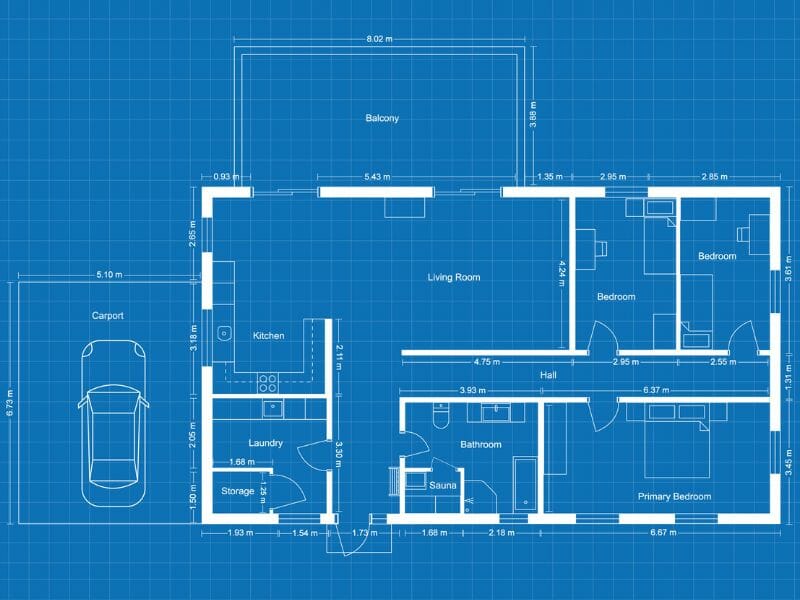 8.02 m
Balcony
3.88 m
0.93 m
5.43 m
1.35 m
2.95 m
2.85 m
2.65 m
4.24 m
3.61 m
Living Room
Bedroom
Bedroom
5.10 m
Carport
Kitchen
3.18 m
2.11 m
4.75 m
2.95 m
2.55 m
Hall
1.31 m
3.93 m
6.37 m
6.73 m
2.05 m
Laundry
3.30 m
Bathroom
3.45 m
1.68 m
Storage
1.25 m
Sauna
Primary Bedroom
1.50 m
1.93 m
1.54 m
1.73 m
1.68 m
2.18 m
6.67 m